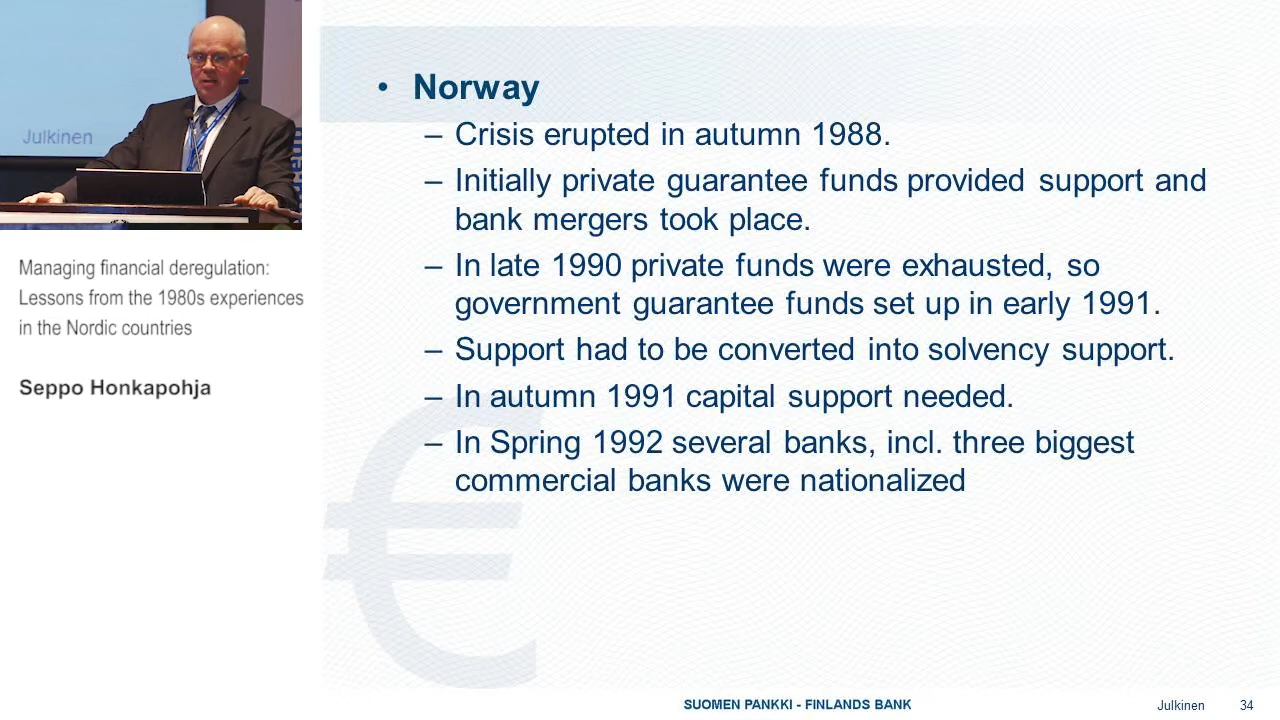 Julkinen
Managing financial deregulation:
Lessons from the 1980s experiences
in the Nordic countries
Seppo Honkapohja
• Norway
– Crisis erupted in autumn 1988.
– Initially private guarantee funds provided support and
bank mergers took place.
– In late 1990 private funds were exhausted, so
government guarantee funds set up in early 1991.
– Support had to be converted into solvency support.
– In autumn 1991 capital support needed.
– In Spring 1992 several banks, incl. three biggest
commercial banks were nationalized
€
SUOMEN PANKKI - FINLANDS BANK
Julkinen 34